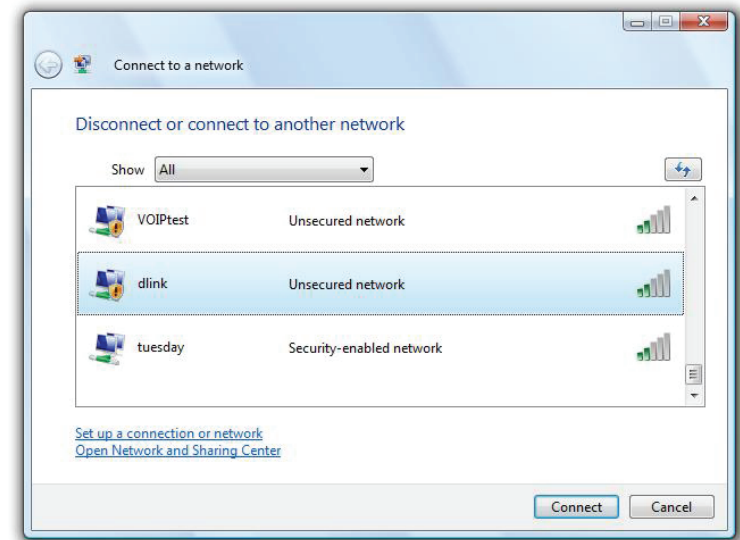 Connect to a network
Disconnect or connect to another network
Show All
VOIPtest Unsecured network
dlink Unsecured network
tuesday Security-enabled network
Set up a connection or network
Open Network and Sharing Center
Connect Cancel